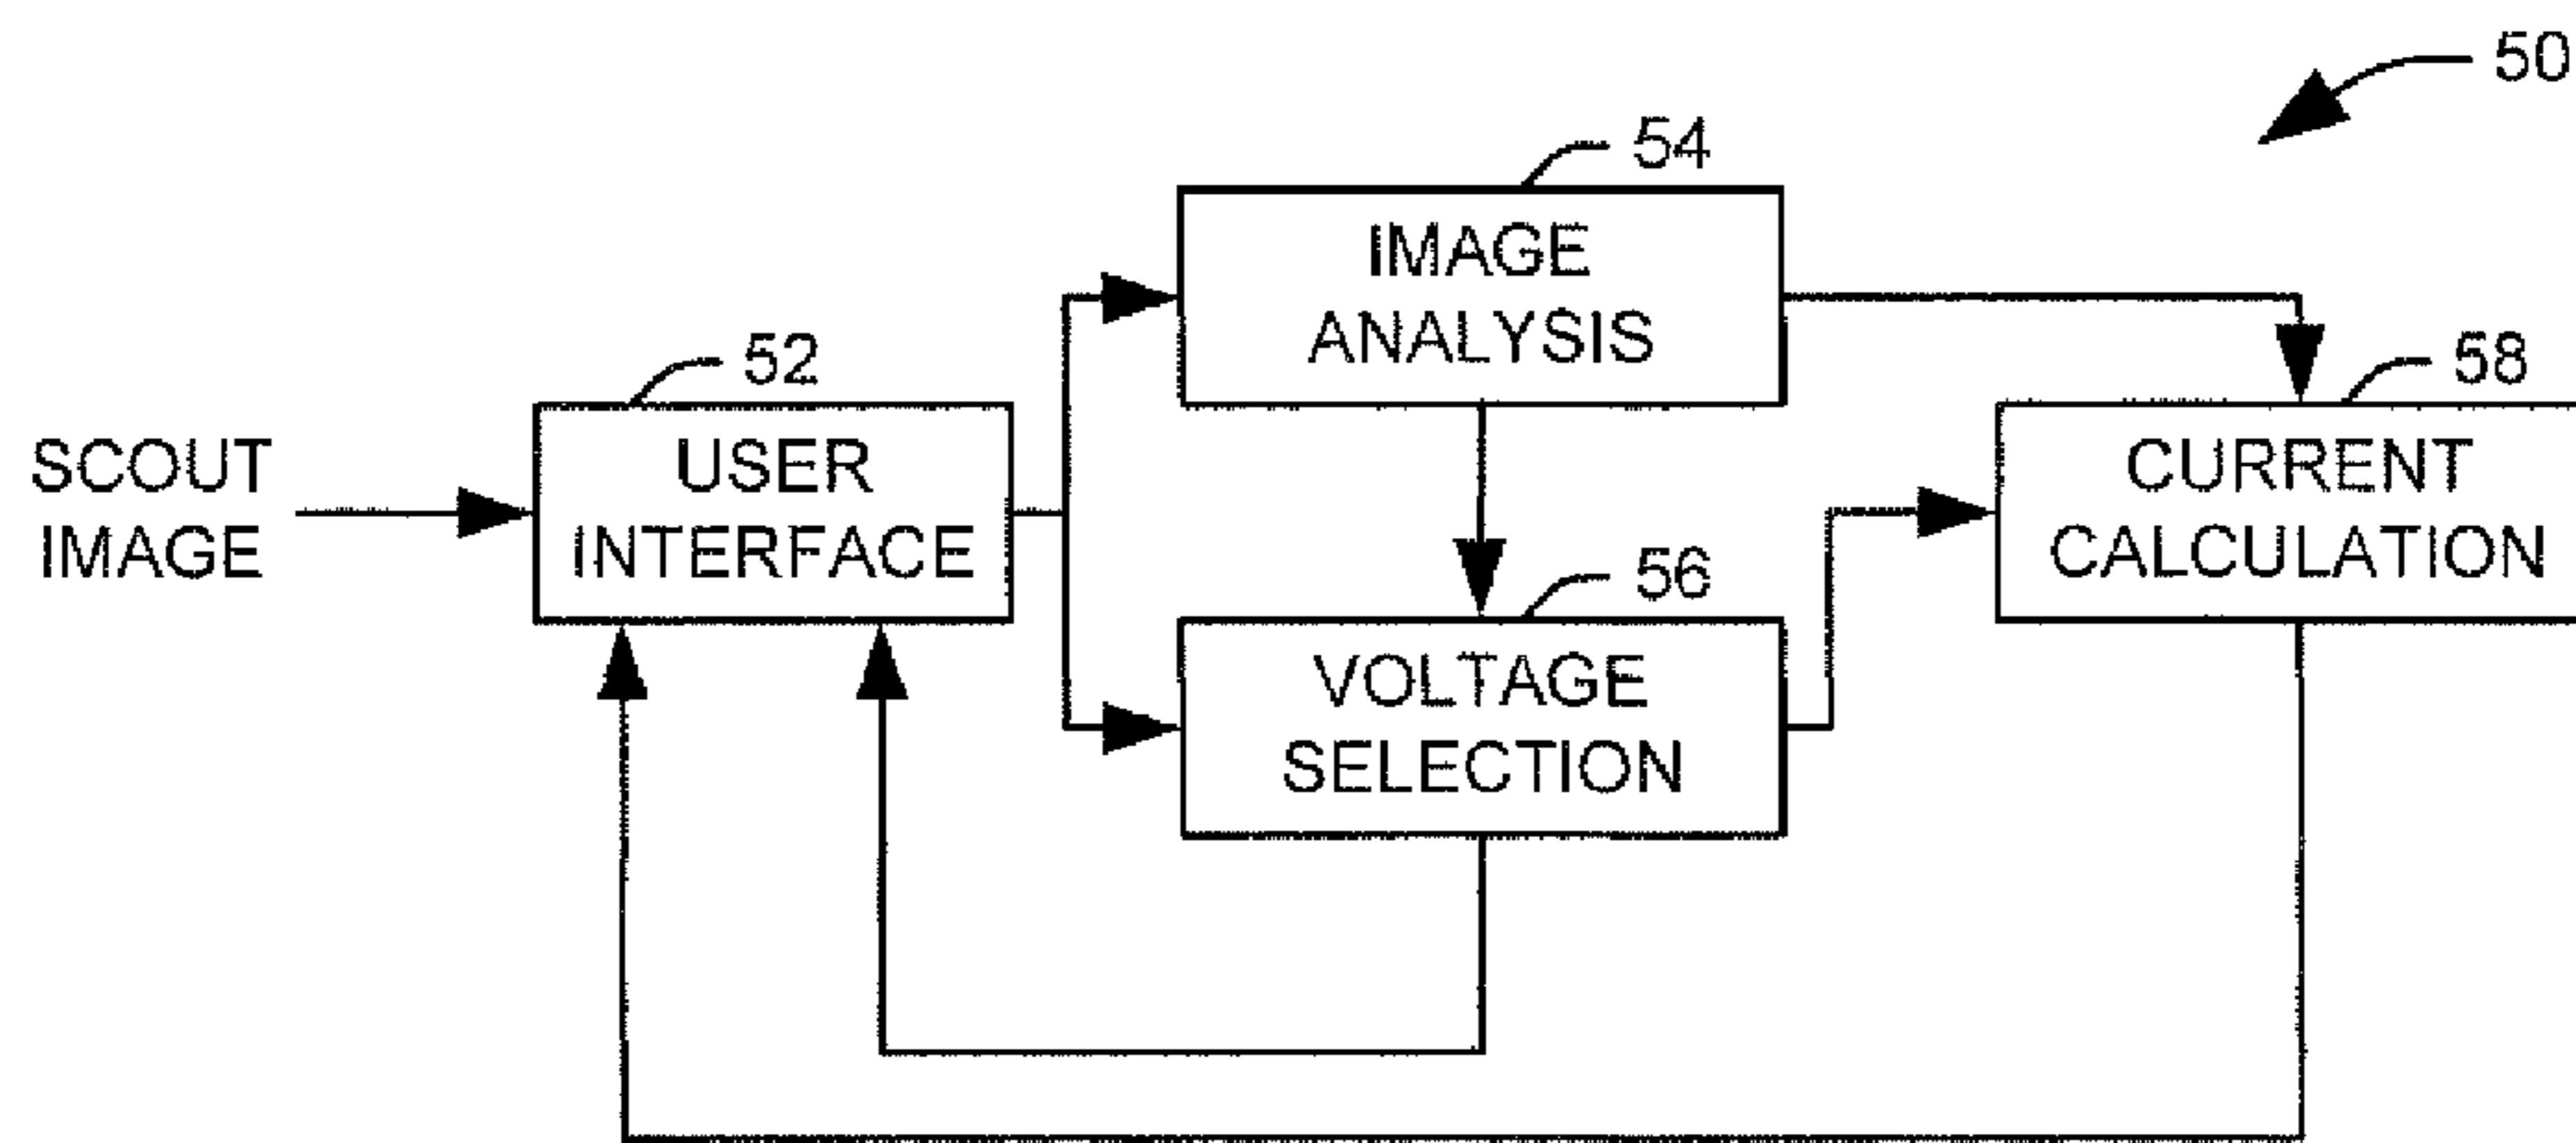 50
54
IMAGE
ANALYSIS
52
58
SCOUT
IMAGE
USER
INTERFACE
CURRENT
CALCULATION
56
VOLTAGE
SELECTION